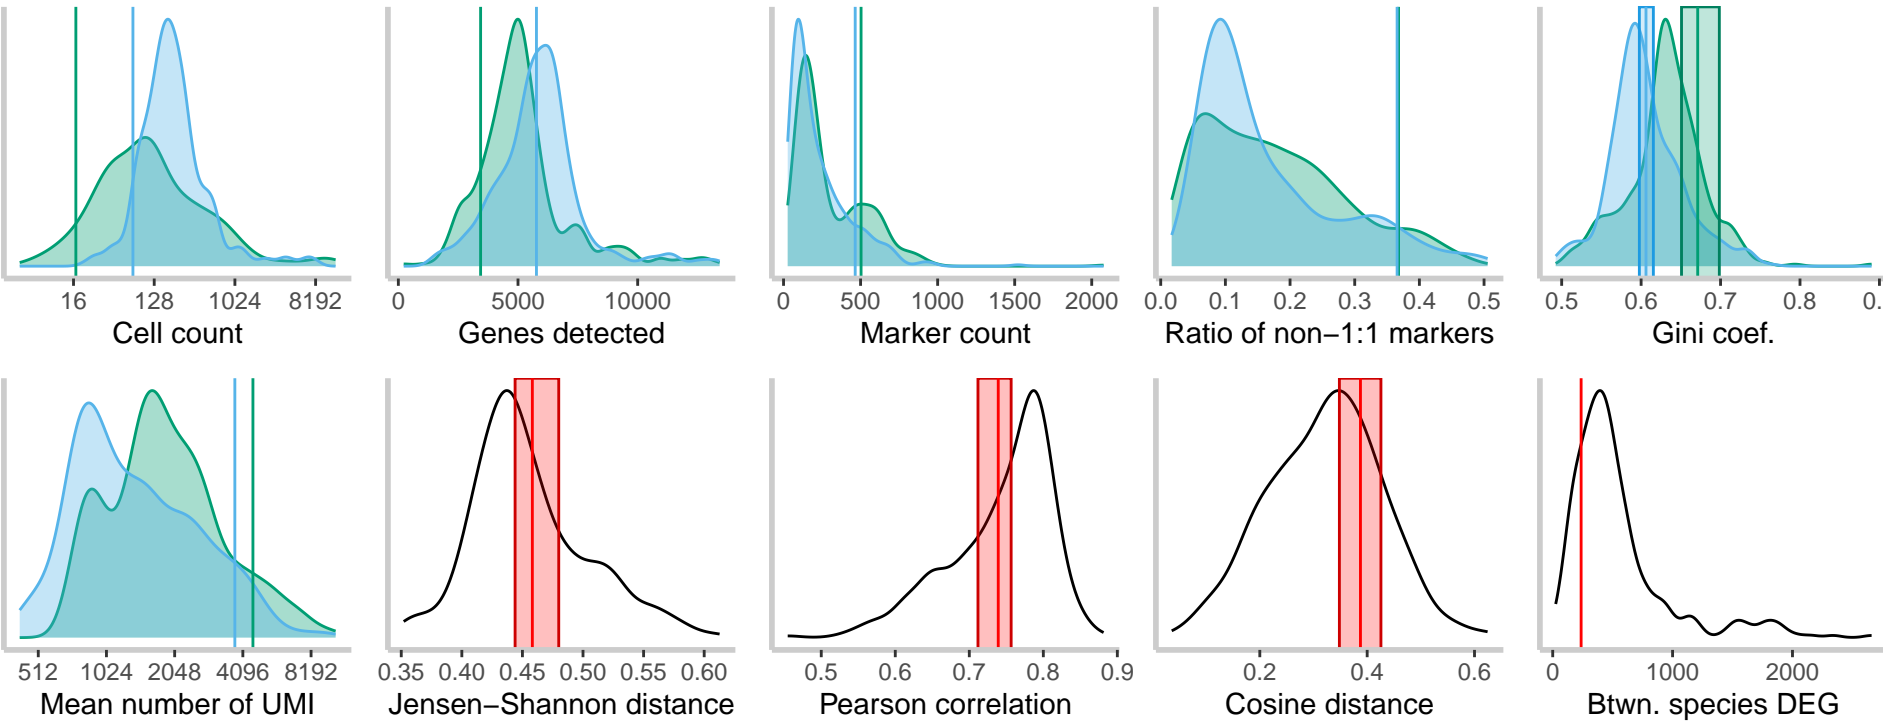 16 128 1024 8192
Cell count
0 5000 10000
Genes detected
0 500 1000 1500 2000
Marker count
0.0 0.1 0.2 0.3 0.4 0.5
Ratio of non−1:1 markers
0.5 0.6 0.7 0.8 0.
Gini coef.
512 1024 2048 4096 8192
Mean number of UMI
0.35 0.40 0.45 0.50 0.55 0.60
Jensen−Shannon distance
0.5 0.6 0.7 0.8 0.9
Pearson correlation
0.2 0.4 0.6
Cosine distance
0 1000 2000
Btwn. species DEG